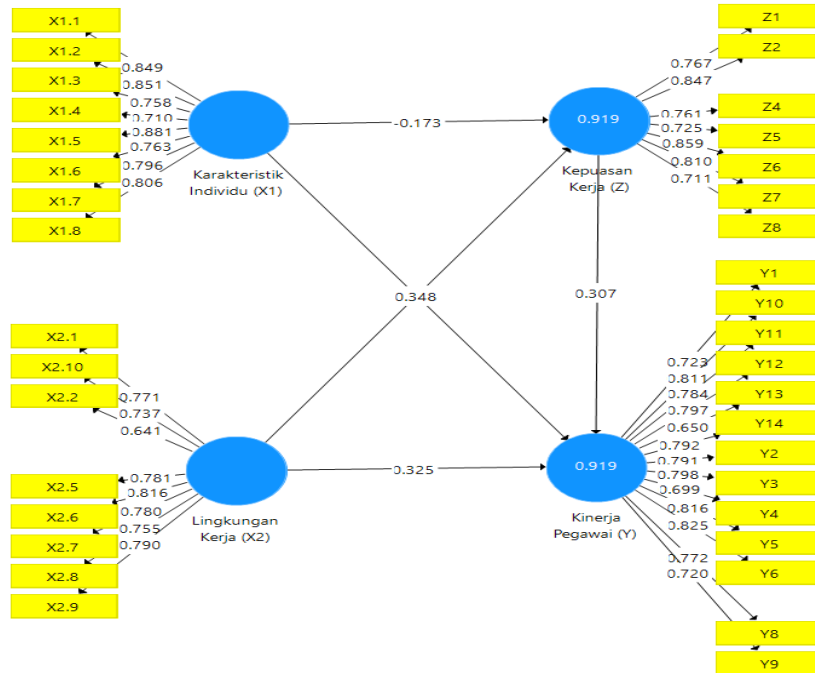 X1.1
X1.2
X1.3
X1.4
X1.5
X1.6
X1.7
X1.8
0.849
0.851
0.758
0.710
0.881
0.763
0.796
0.806
Karakteristik
Individu (X1)
-0.173
0.919
Kepuasan
Kerja (Z)
0.767
0.847
0.761
0.725
0.859
0.810
0.711
Z1
Z2
Z4
Z5
Z6
Z7
Z8
0.348
0.307
X2.1
X2.10
X2.2
X2.5
X2.6
X2.7
X2.8
X2.9
0.771
0.737
0.641
0.781
0.816
0.780
0.755
0.790
Lingkungan
Kerja (X2)
0.325
0.919
Kinerja
Pegawai (Y)
0.723
0.811
0.784
0.797
0.650
0.792
0.791
0.798
0.699
0.816
0.825
0.772
0.720
Y1
Y10
Y11
Y12
Y13
Y14
Y2
Y3
Y4
Y5
Y6
Y8
Y9